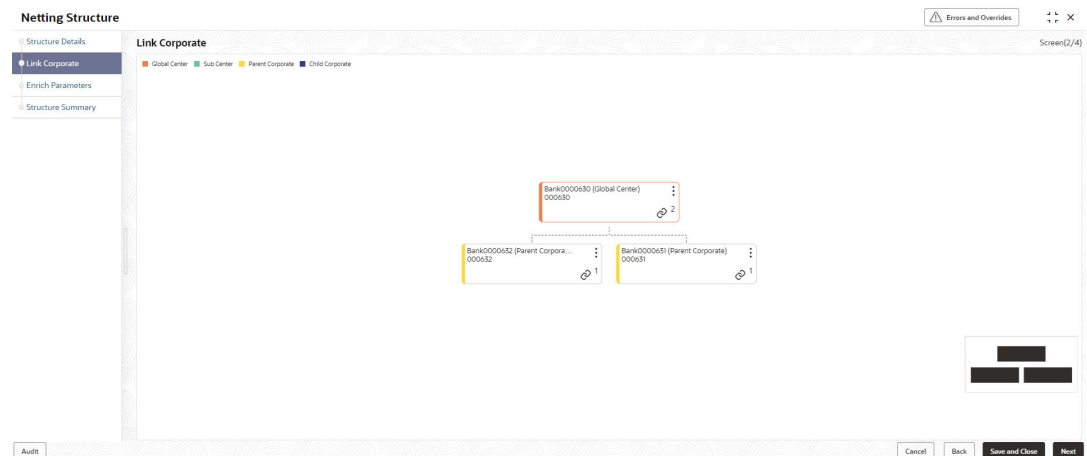 Netting Structure
Errors and Overrides
Structure Details
Link Corporate
Enrich Parameters
Structure Summary
Link Corporate
Screen(2/4)
Global Center Sub Center Parent Corporate Child Corporate
Bank0000630 (Global Center)
000630
2
Bank0000632 (Parent Corpora...
000632
1
Bank0000631 (Parent Corporate)
000631
1
Audit
Cancel Back Save and Close Next